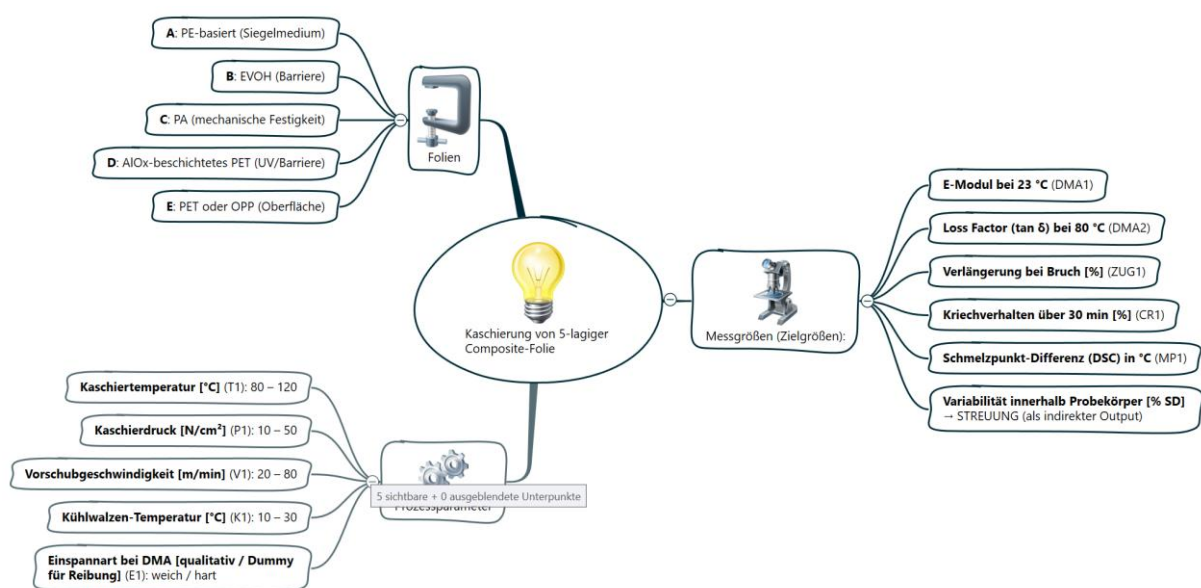 A: PE-basiert (Siegelmedium)
B: EVOH (Barriere)
C: PA (mechanische Festigkeit)
D: AlOx-beschichtetes PET (UV/Barriere)
E: PET oder OPP (Oberfläche)
Folien
Kaschierung von 5-lagiger
Composite-Folie
Kaschiertemperatur [°C] (T1): 80 – 120
Kaschierdruck [N/cm²] (P1): 10 – 50
Vorschubgeschwindigkeit [m/min] (V1): 20 – 80
Kühlwalzen-Temperatur [°C] (K1): 10 – 30
Einspannart bei DMA [qualitativ / Dummy
für Reibung] (E1): weich / hart
5 sichtbare + 0 ausgeblendete Unterpunkte
Prozessparameter
Messgrößen (Zielgrößen):
E-Modul bei 23 °C (DMA1)
Loss Factor (tan δ) bei 80 °C (DMA2)
Verlängerung bei Bruch [%] (ZUG1)
Kriechverhalten über 30 min [%] (CR1)
Schmelzpunkt-Differenz (DSC) in °C (MP1)
Variabilität innerhalb Probekörper [% SD]
→ STREUUNG (als indirekter Output)